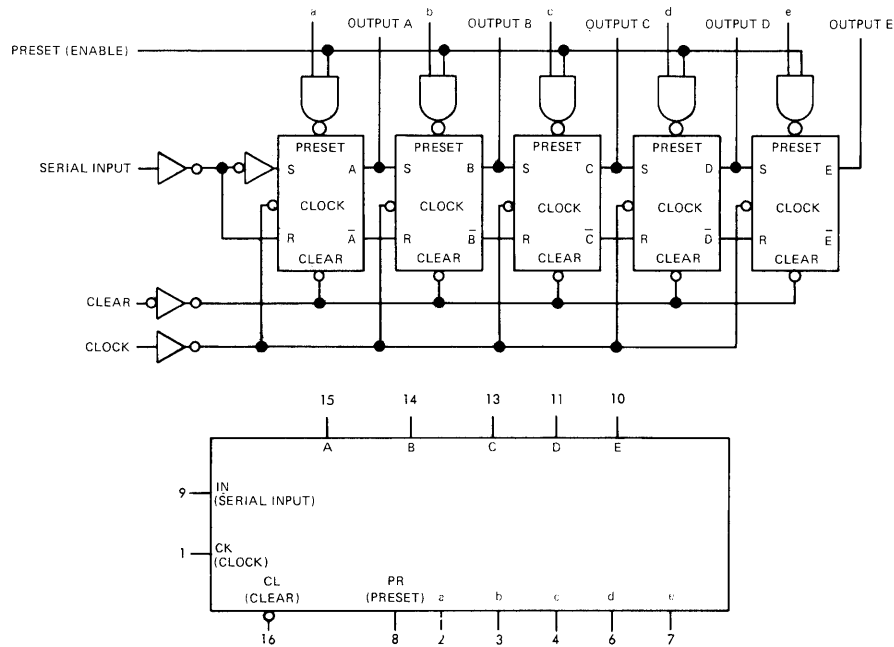 a OUTPUT A b OUTPUT B c OUTPUT C d OUTPUT D e OUTPUT E
PRESET (ENABLE)
PRESET PRESET PRESET PRESET PRESET
SERIAL INPUT S A S B S C S D S E
CLOCK CLOCK CLOCK CLOCK CLOCK
R A̅ R B̅ R C̅ R D̅ R E̅
CLEAR CLEAR CLEAR CLEAR CLEAR
CLEAR
CLOCK
15 14 13 11 10
A B C D E
9 IN
(SERIAL INPUT)
1 CK
(CLOCK)
CL PR
(CLEAR) (PRESET) a b c d e
16 8 2 3 4 6 7